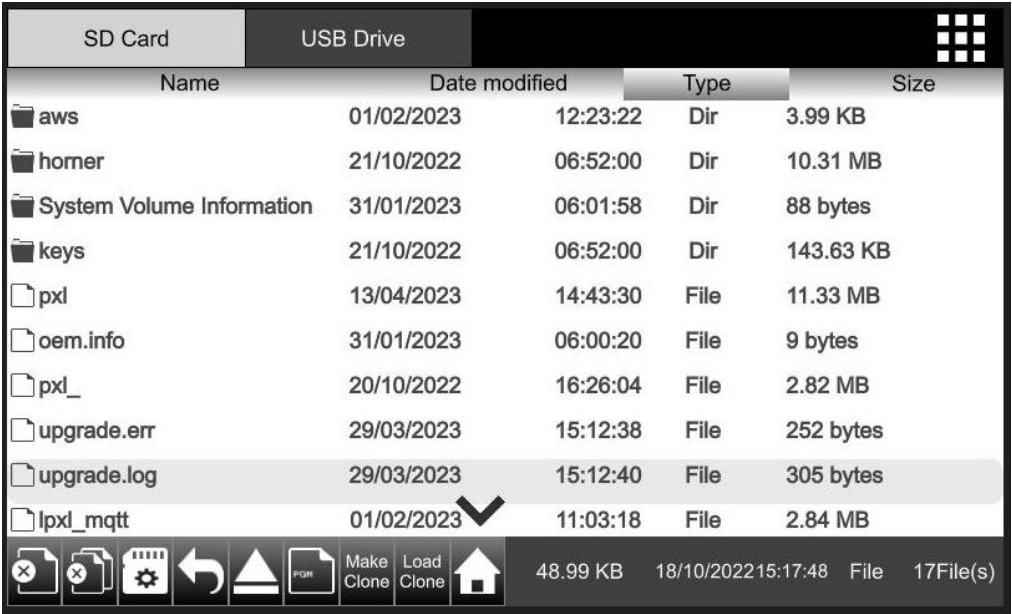 SD Card USB Drive
Name Date modified Type Size
aws 01/02/2023 12:23:22 Dir 3.99 KB
horner 21/10/2022 06:52:00 Dir 10.31 MB
System Volume Information 31/01/2023 06:01:58 Dir 88 bytes
keys 21/10/2022 06:52:00 Dir 143.63 KB
pxl 13/04/2023 14:43:30 File 11.33 MB
oem.info 31/01/2023 06:00:20 File 9 bytes
pxl_ 20/10/2022 16:26:04 File 2.82 MB
upgrade.err 29/03/2023 15:12:38 File 252 bytes
upgrade.log 29/03/2023 15:12:40 File 305 bytes
lpxl_mqtt 01/02/2023 11:03:18 File 2.84 MB
PGM Make Clone Load Clone 48.99 KB 18/10/2022 15:17:48 File 17File(s)